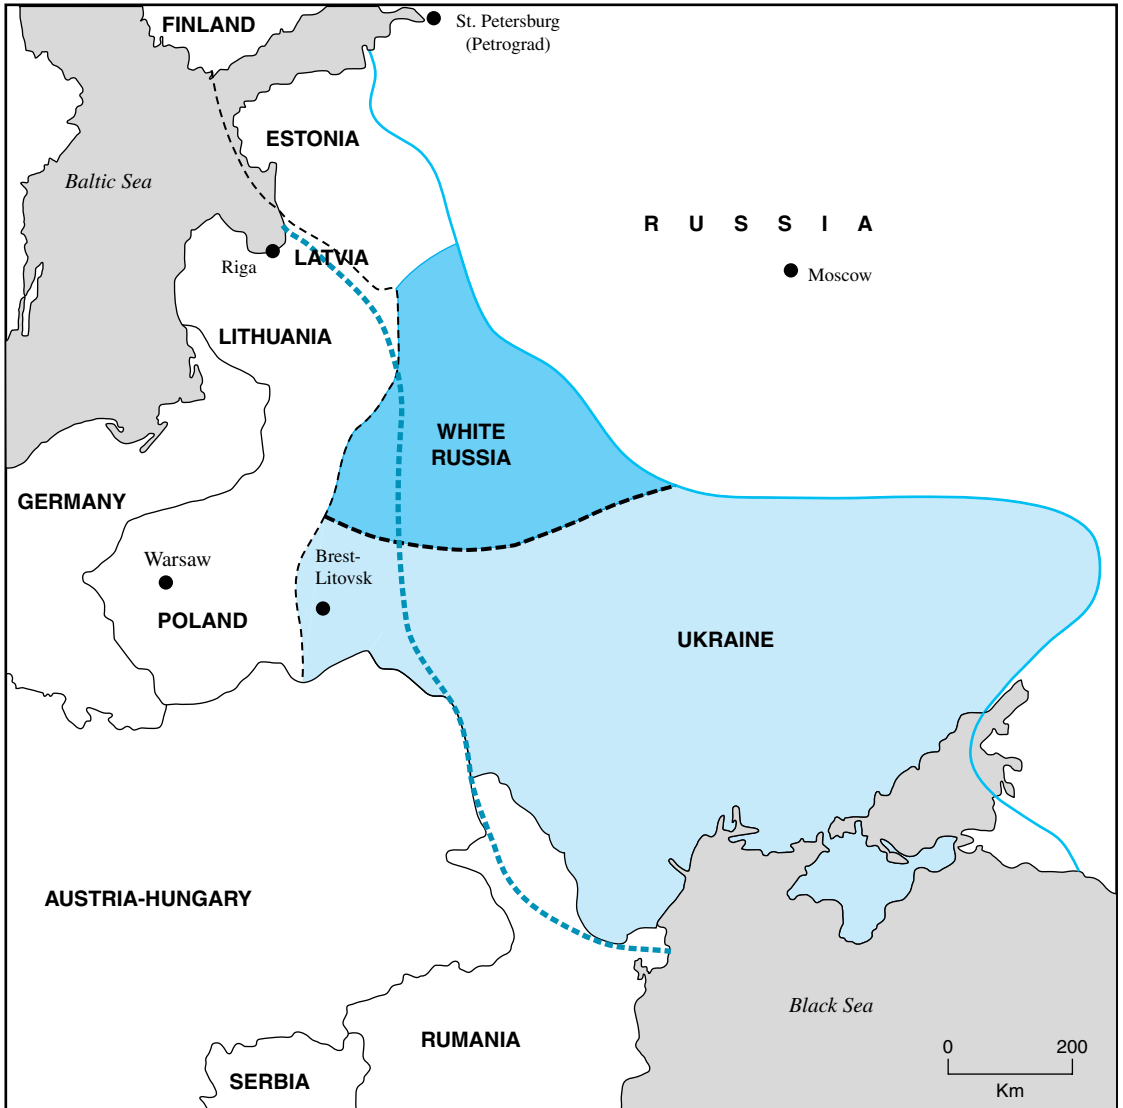 FINLAND
St. Petersburg
(Petrograd)
ESTONIA
Baltic Sea
RUSSIA
Riga
LATVIA
Moscow
LITHUANIA
WHITE
RUSSIA
GERMANY
Warsaw
Brest-
Litovsk
POLAND
UKRAINE
AUSTRIA-HUNGARY
Black Sea
RUMANIA
0 200
Km
SERBIA